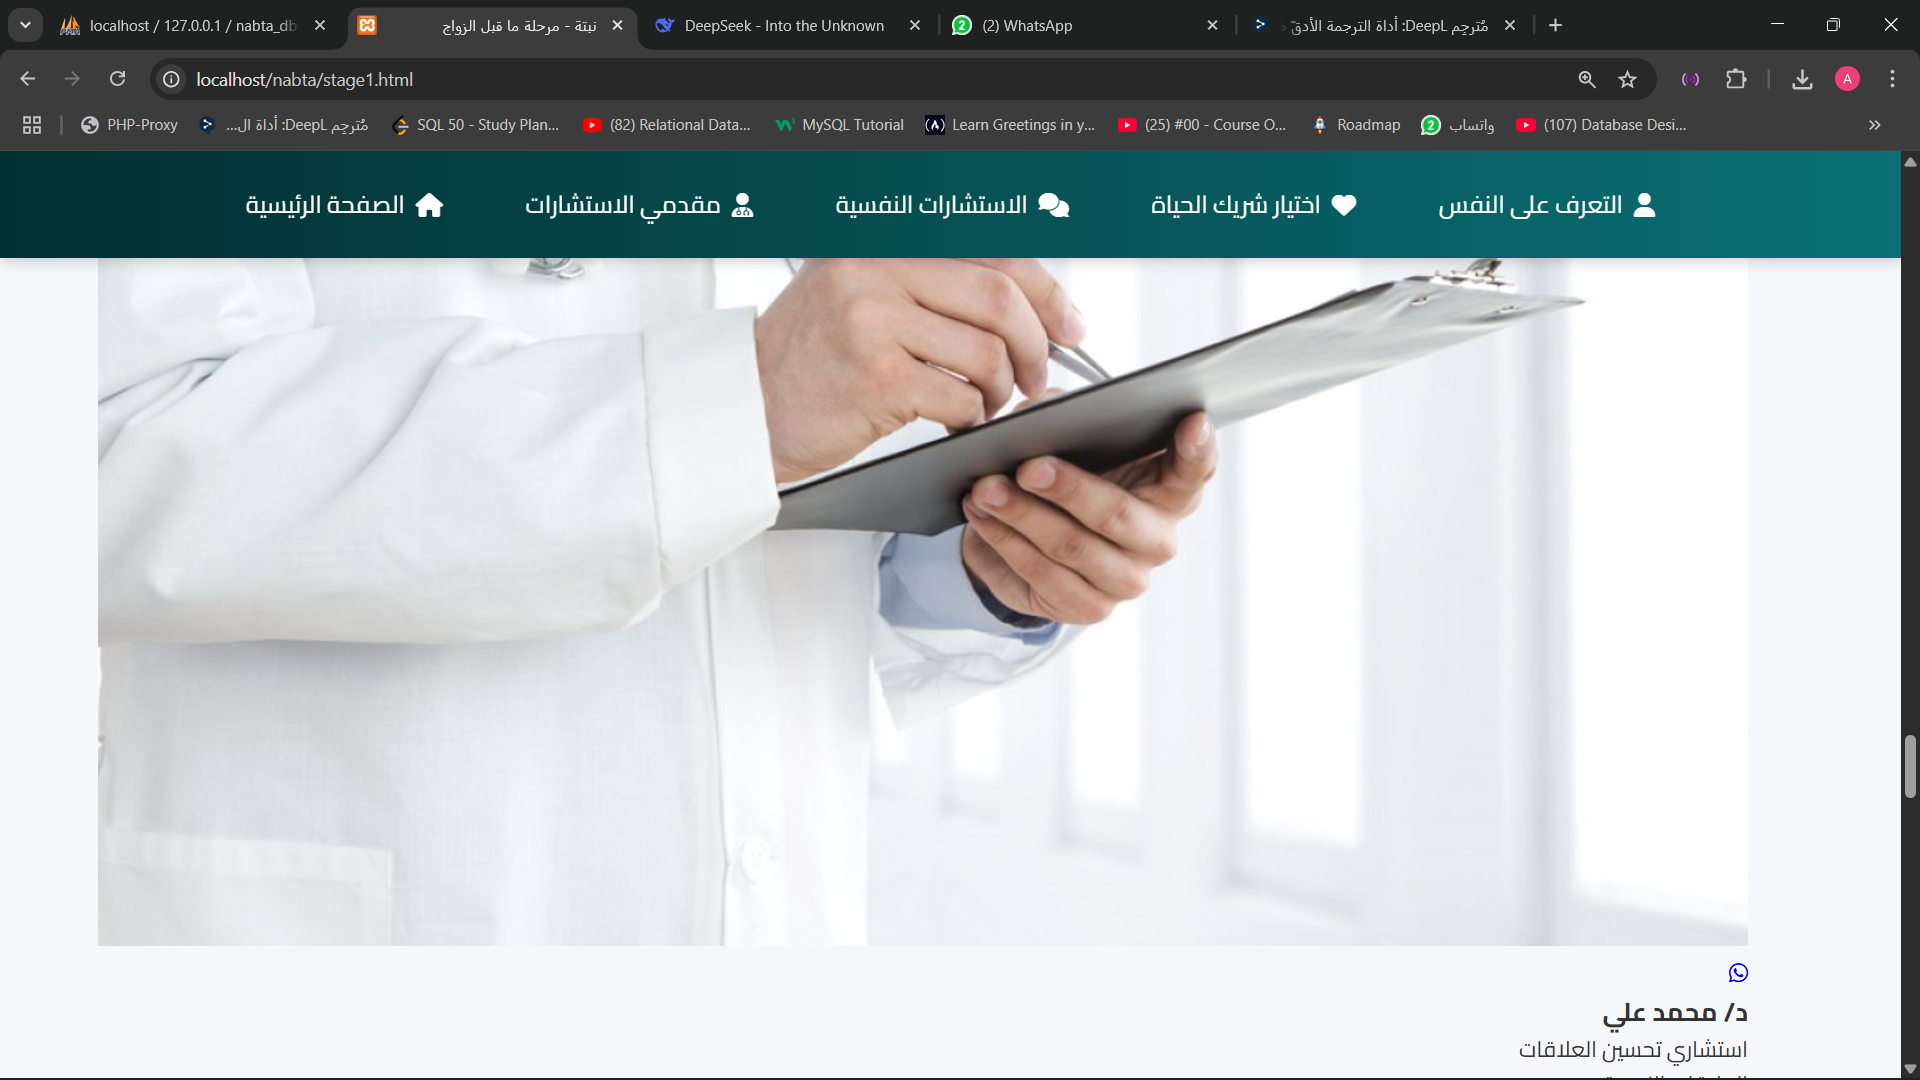 localhost / 127.0.0.1 / nabta_db
نبتة - مرحلة ما قبل الزواج
DeepSeek - Into the Unknown
(2) WhatsApp
مُترجِم DeepL: أداة الترجمة الأدقّ
localhost/nabta/stage1.html
A
PHP-Proxy
مُترجِم DeepL: أداة ال...
SQL 50 - Study Plan...
(82) Relational Data...
MySQL Tutorial
Learn Greetings in y...
(25) #00 - Course O...
Roadmap
واتساب
(107) Database Desi...
التعرف على النفس
اختيار شريك الحياة
الاستشارات النفسية
مقدمي الاستشارات
الصفحة الرئيسية
د/ محمد علي
استشاري تحسين العلاقات